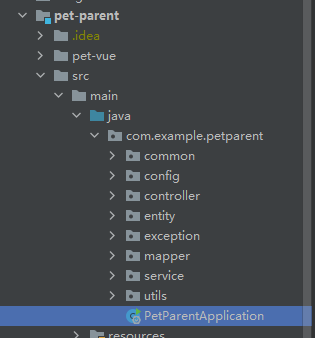 pet-parent
.idea
pet-vue
src
main
java
com.example.petparent
common
config
controller
entity
exception
mapper
service
utils
PetParentApplication
resources